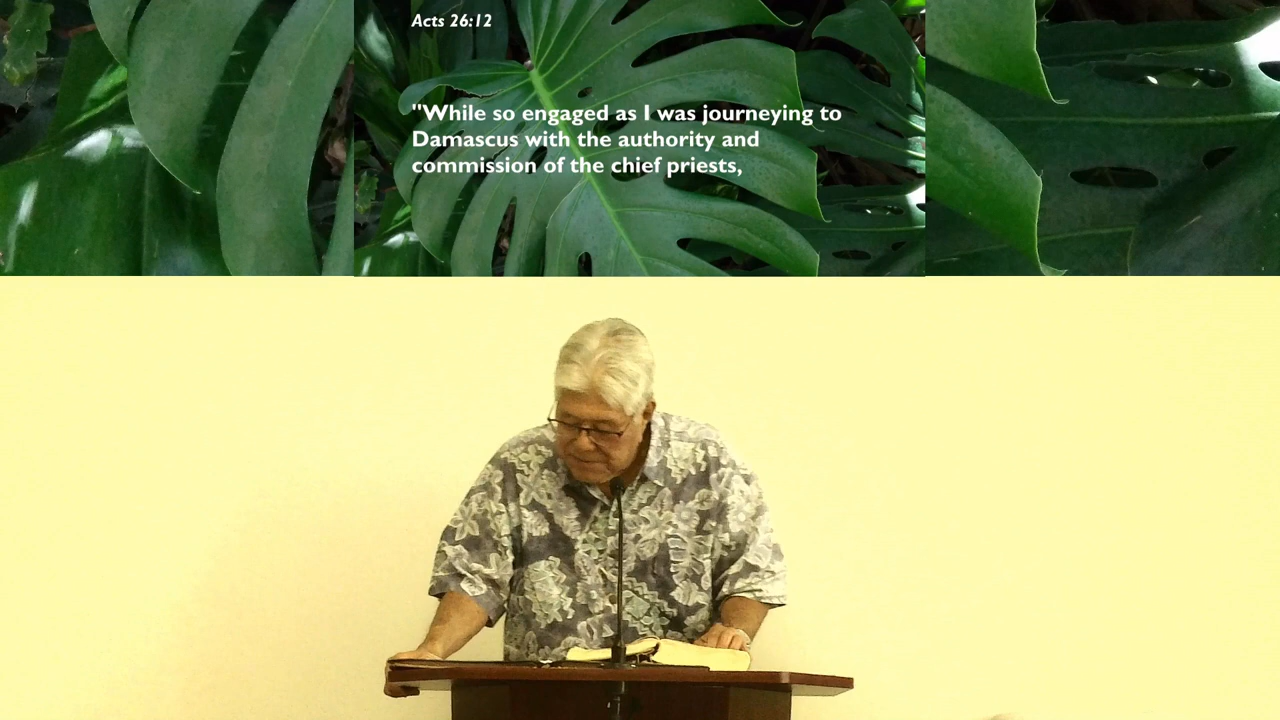 Acts 26:12
"While so engaged as I was journeying to
Damascus with the authority and
commission of the chief priests,